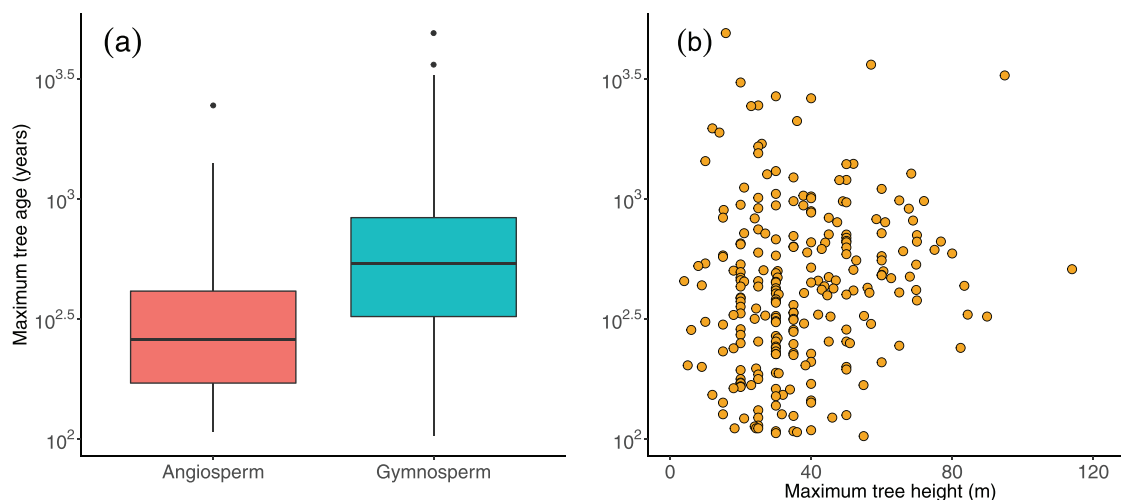 (a)
Maximum tree age (years)
10^3.5
10^3
10^2.5
10^2
Angiosperm
Gymnosperm
(b)
10^3.5
10^3
10^2.5
10^2
0
40
80
120
Maximum tree height (m)